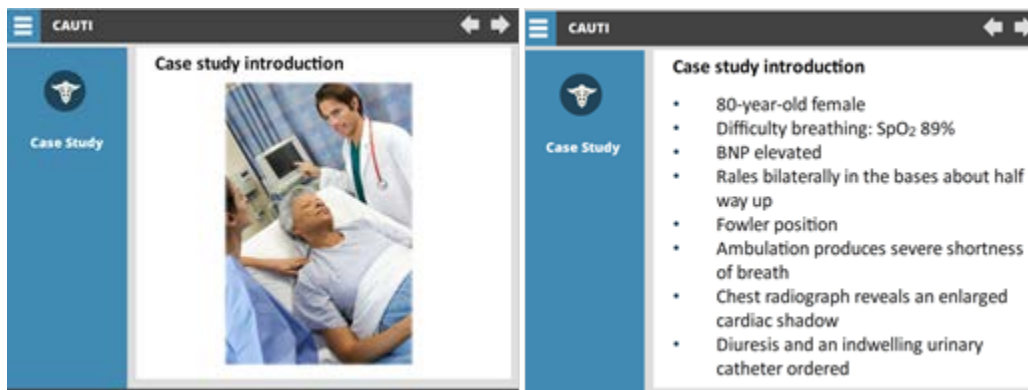 CAUTI
Case Study
Case study introduction
CAUTI
Case Study
Case study introduction
• 80-year-old female
• Difficulty breathing: SpO₂ 89%
• BNP elevated
• Rales bilaterally in the bases about half
way up
• Fowler position
• Ambulation produces severe shortness
of breath
• Chest radiograph reveals an enlarged
cardiac shadow
• Diuresis and an indwelling urinary
catheter ordered